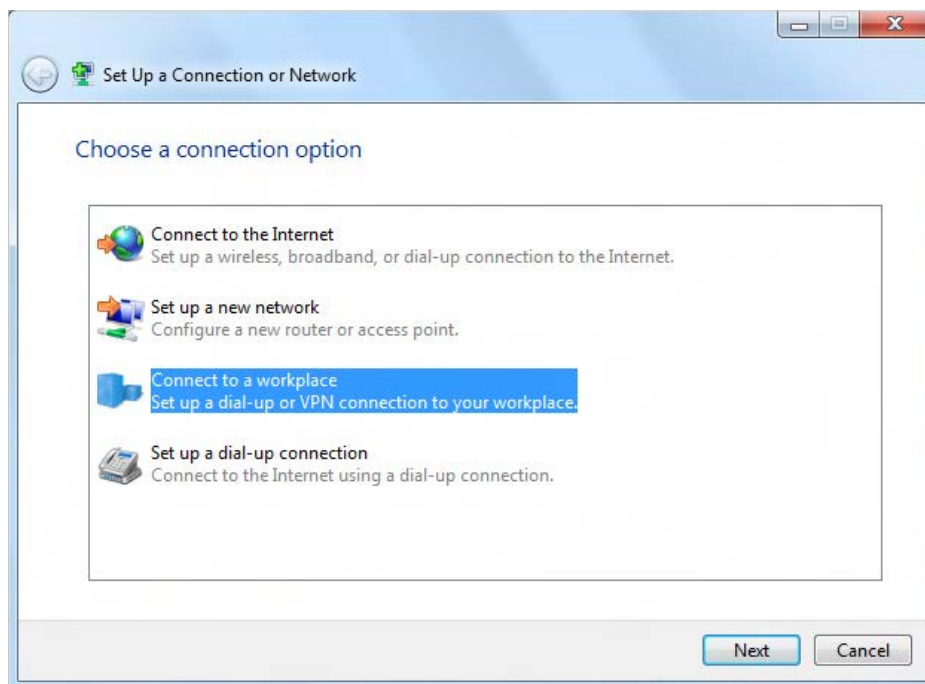 Set Up a Connection or Network
Choose a connection option
Connect to the Internet
Set up a wireless, broadband, or dial-up connection to the Internet.
Set up a new network
Configure a new router or access point.
Connect to a workplace
Set up a dial-up or VPN connection to your workplace.
Set up a dial-up connection
Connect to the Internet using a dial-up connection.
Next Cancel